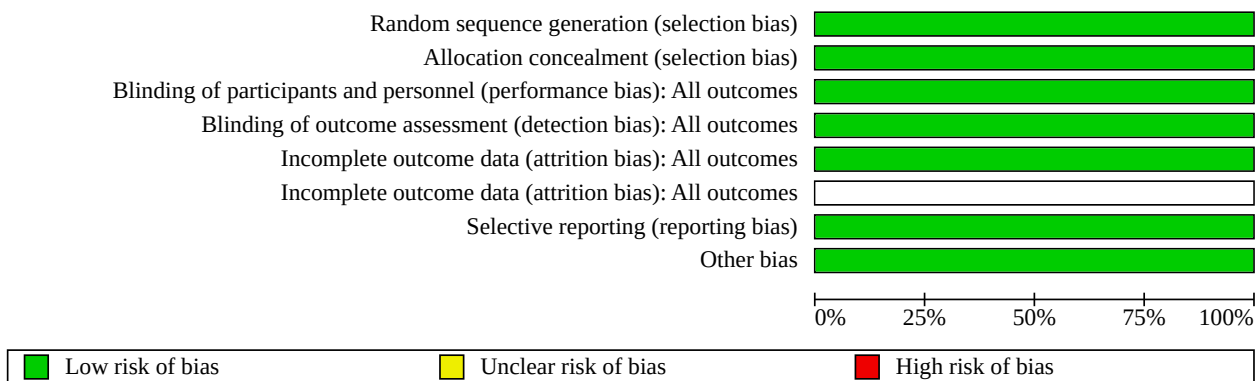 Random sequence generation (selection bias)
Allocation concealment (selection bias)
Blinding of participants and personnel (performance bias): All outcomes
Blinding of outcome assessment (detection bias): All outcomes
Incomplete outcome data (attrition bias): All outcomes
Incomplete outcome data (attrition bias): All outcomes
Selective reporting (reporting bias)
Other bias
0% 25% 50% 75% 100%
Low risk of bias Unclear risk of bias High risk of bias